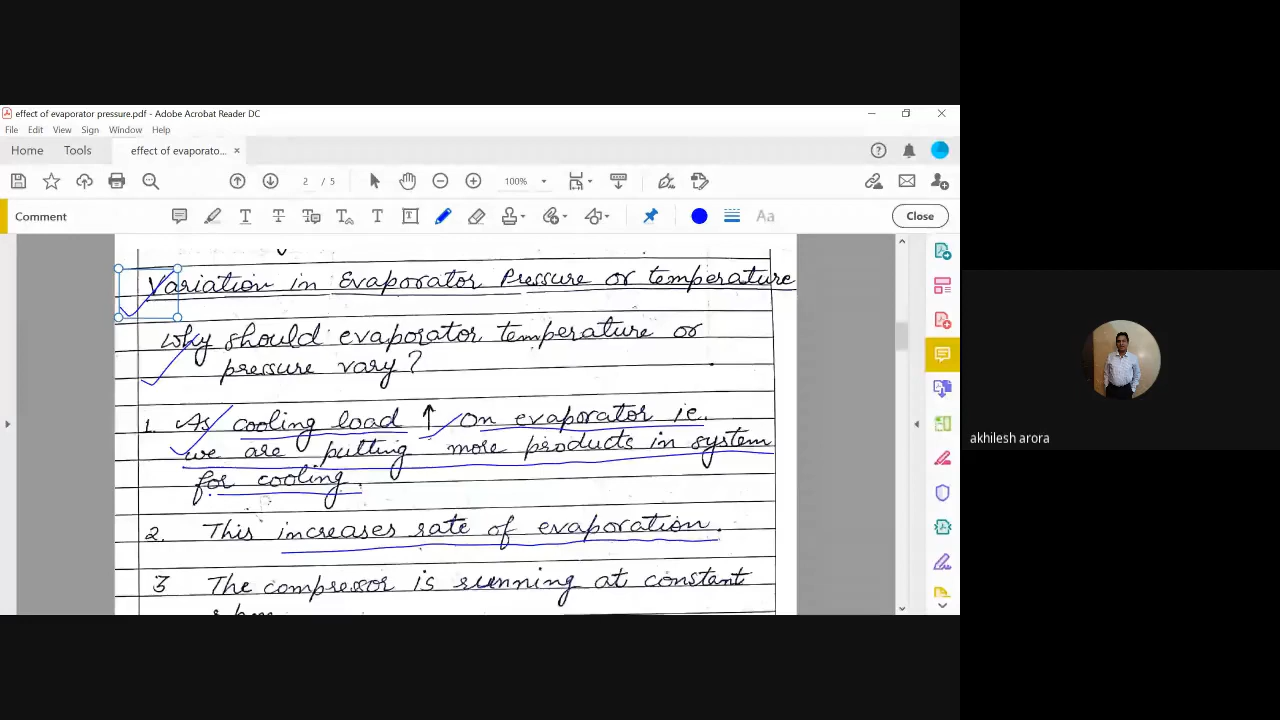 effect of evaporator pressure.pdf - Adobe Acrobat Reader DC
File Edit View Sign Window Help
Home Tools effect of evaporato... ×
2 / 5 100%
Comment Aa Close
Variation in Evaporator Pressure or temperature
Why should evaporator temperature or
pressure vary?
1. As cooling load ↑ on evaporator ie.
we are putting more products in system
for cooling.
2. This increases rate of evaporation.
3 The compressor is running at constant
akhilesh arora